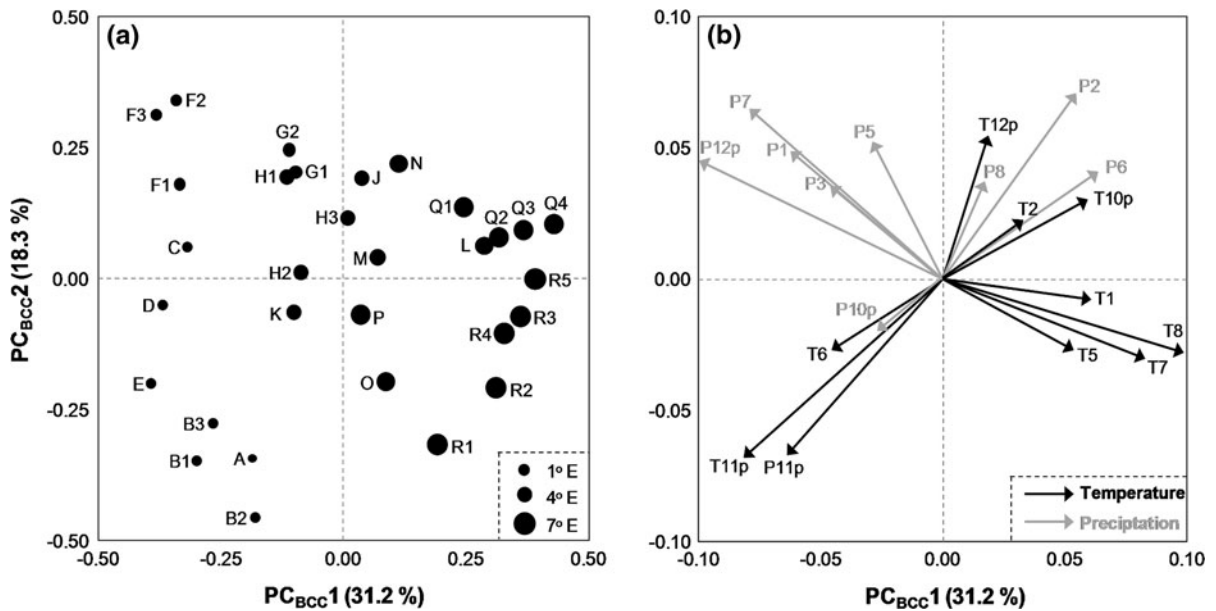 (a)
0.50
0.25
0.00
-0.25
-0.50
PCBCC2 (18.3 %)
F2
F3
G2
G1
H1
F1
J
N
H3
Q1
Q2
Q3
Q4
L
C
M
H2
R5
D
K
P
R4
R3
E
O
R2
B3
R1
B1
A
B2
1o E
4o E
7o E
-0.50
-0.25
0.00
0.25
0.50
PCBCC1 (31.2 %)
(b)
0.10
0.05
0.00
-0.05
-0.10
P7
P2
T12p
P5
P12p
P1
P8
P6
P3
T10p
T2
T1
P10p
T6
T5
T7
T8
T11p
P11p
Temperature
Preciptation
-0.10
-0.05
0.00
0.05
0.10
PCBCC1 (31.2 %)